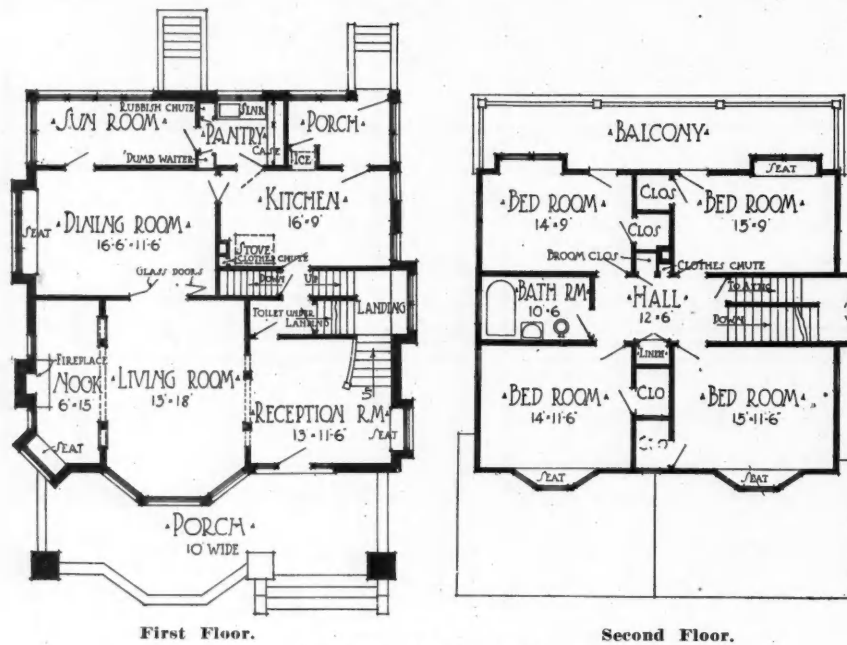 SUN ROOM
RUBBISH CHUTE
SINK
PANTRY
CASE
PORCH
ICE
DUMB WAITER
SEAT
DINING ROOM
16'-6"=11'-6"
KITCHEN
16'=9'
STOVE
CLOTHES CHUTE
GLASS DOORS
DOWN
UP
TOILET UNDER
LANDING
LANDING
FIREPLACE
NOOK
6'=15'
LIVING ROOM
13'=18'
RECEPTION RM
13'=11'-6"
SEAT
SEAT
PORCH
10' WIDE
First Floor.
BALCONY
SEAT
BED ROOM
14'=9'
CLOS
CLOS
BED ROOM
15'=9'
BROOM CLOS
CLOTHES CHUTE
BATH RM
10'=6'
HALL
12'=6'
TO ATTIC
DOWN
LINEN
BED ROOM
14'=11'-6"
CLO
CLO
BED ROOM
15'=11'-6"
SEAT
SEAT
Second Floor.